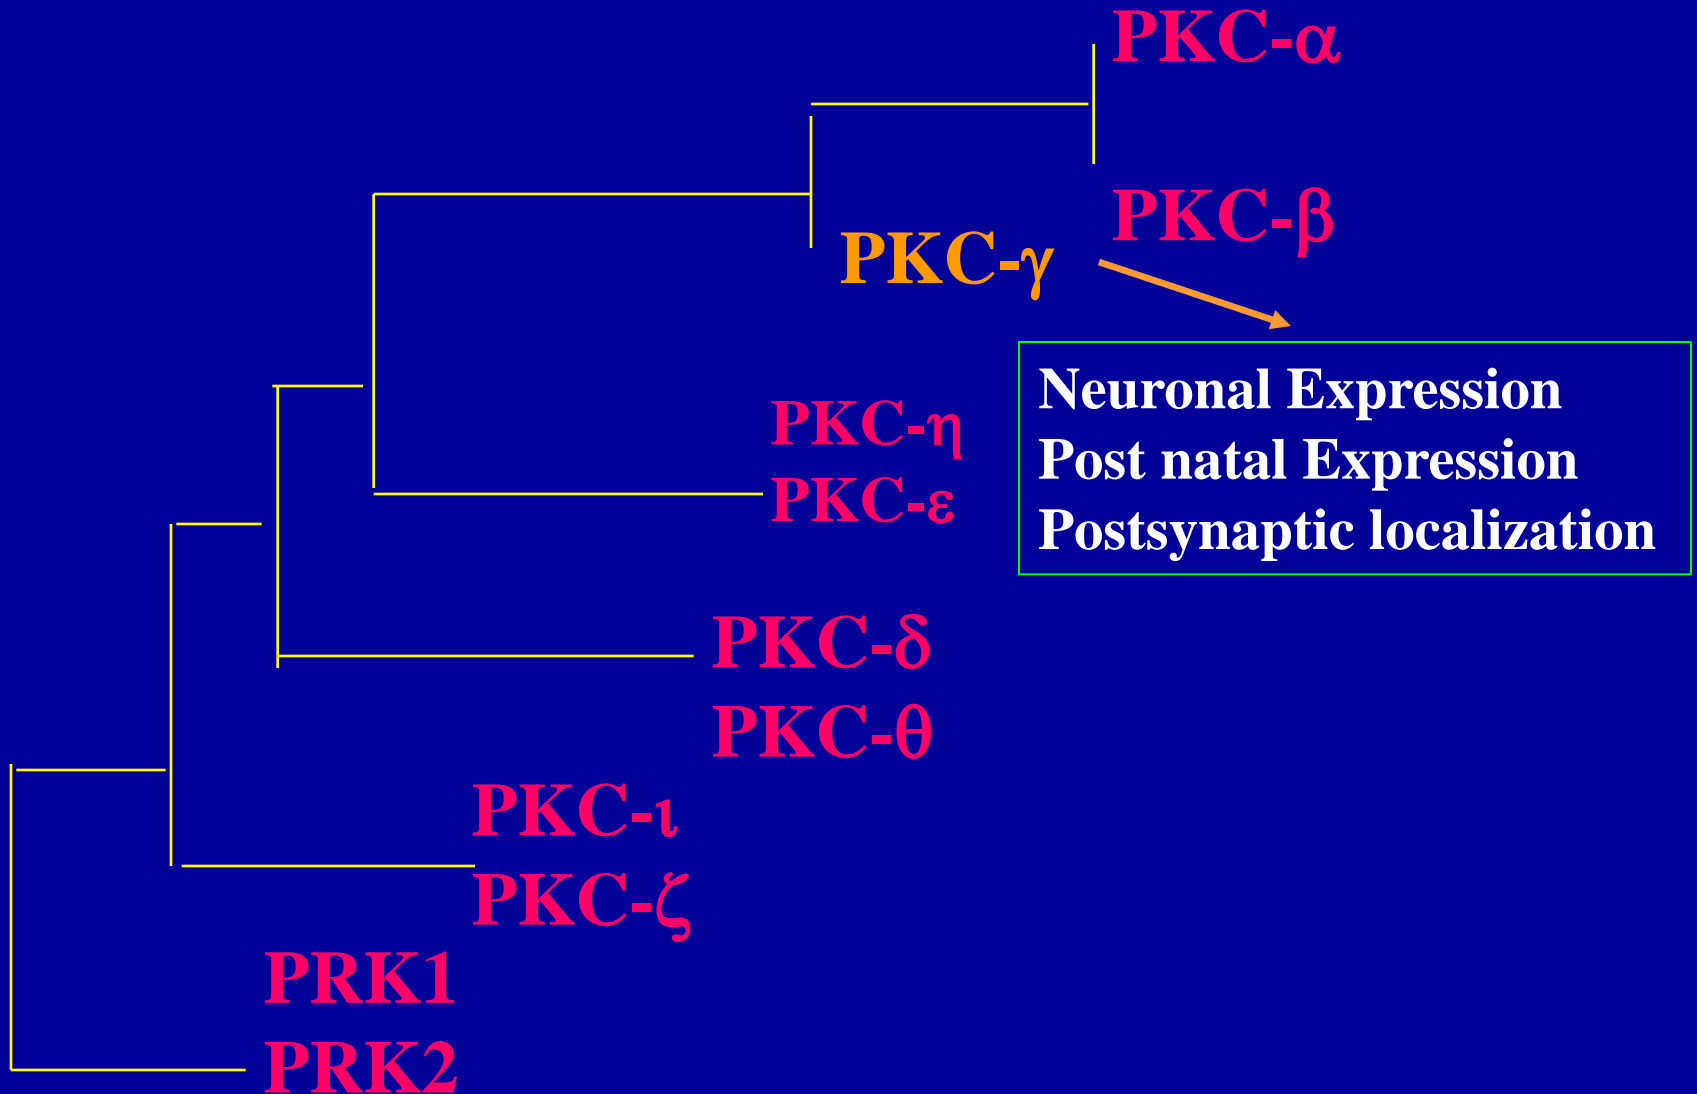 PKC-α
PKC-β
PKC-γ
Neuronal Expression
Post natal Expression
Postsynaptic localization
PKC-η
PKC-ε
PKC-δ
PKC-θ
PKC-ι
PKC-ζ
PRK1
PRK2